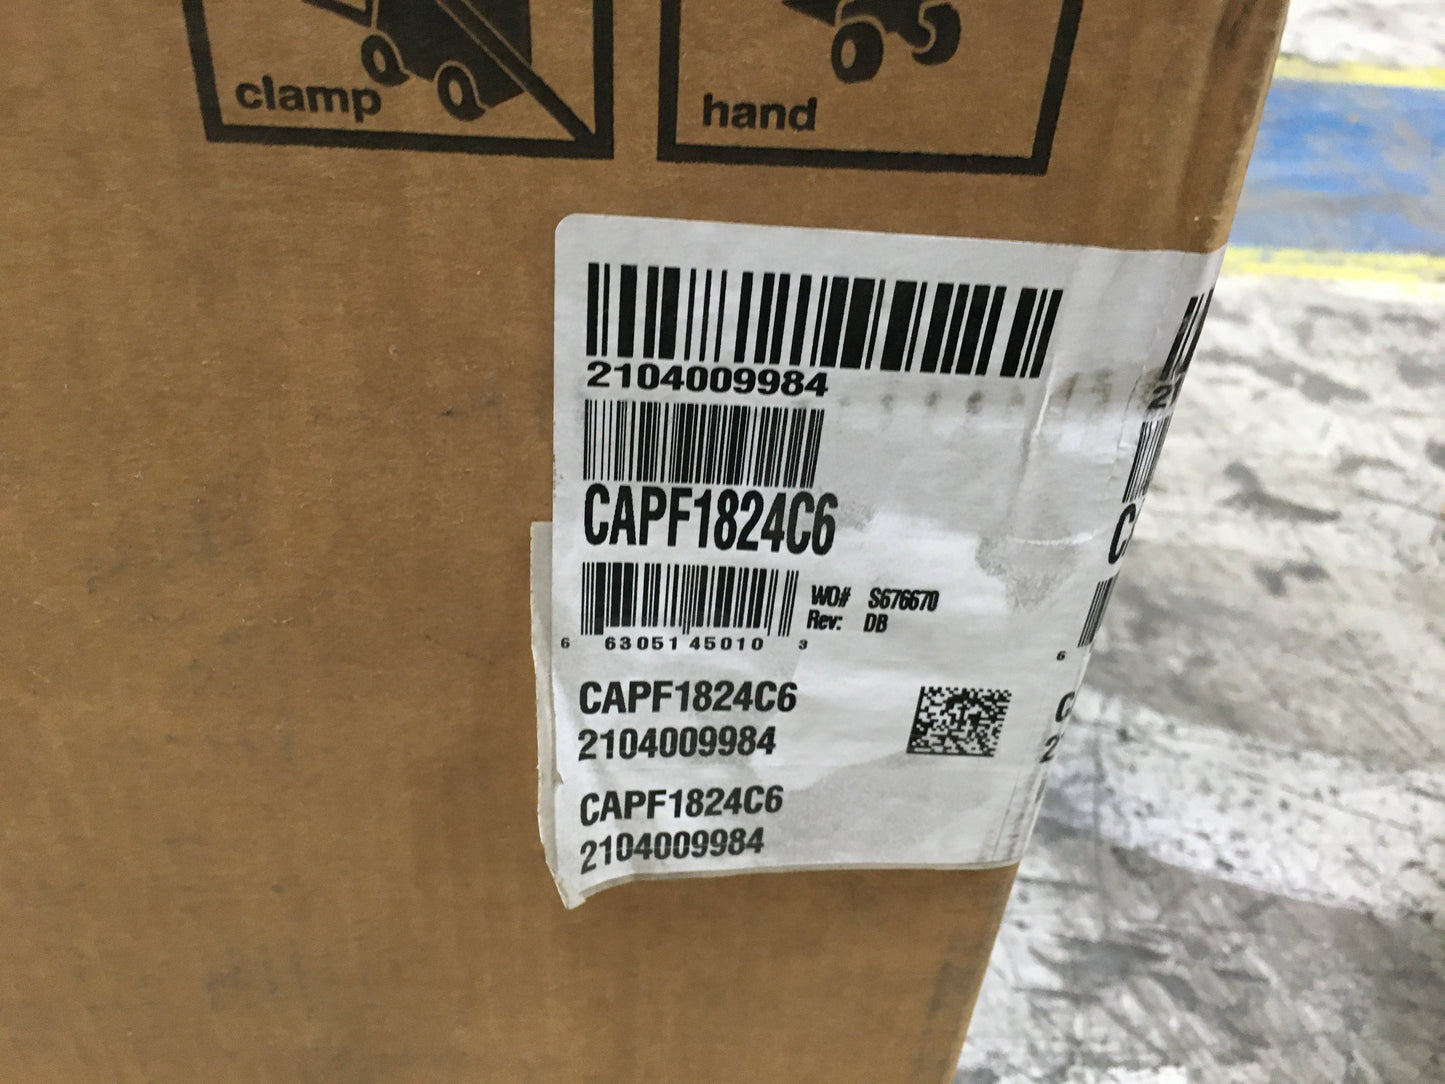 clamp
hand
2104009984
CAPF1824C6
WO# S676670
Rev: DB
6 63051 45010 3
CAPF1824C6
2104009984
CAPF1824C6
2104009984